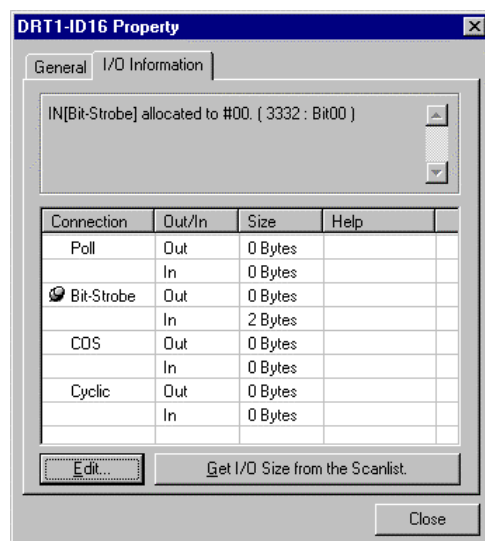 DRT1-ID16 Property
General I/O Information
IN[Bit-Strobe] allocated to #00. ( 3332 : Bit00 )
Connection Out/In Size Help
Poll Out 0 Bytes
In 0 Bytes
Bit-Strobe Out 0 Bytes
In 2 Bytes
COS Out 0 Bytes
In 0 Bytes
Cyclic Out 0 Bytes
In 0 Bytes
Edit... Get I/O Size from the Scanlist.
Close